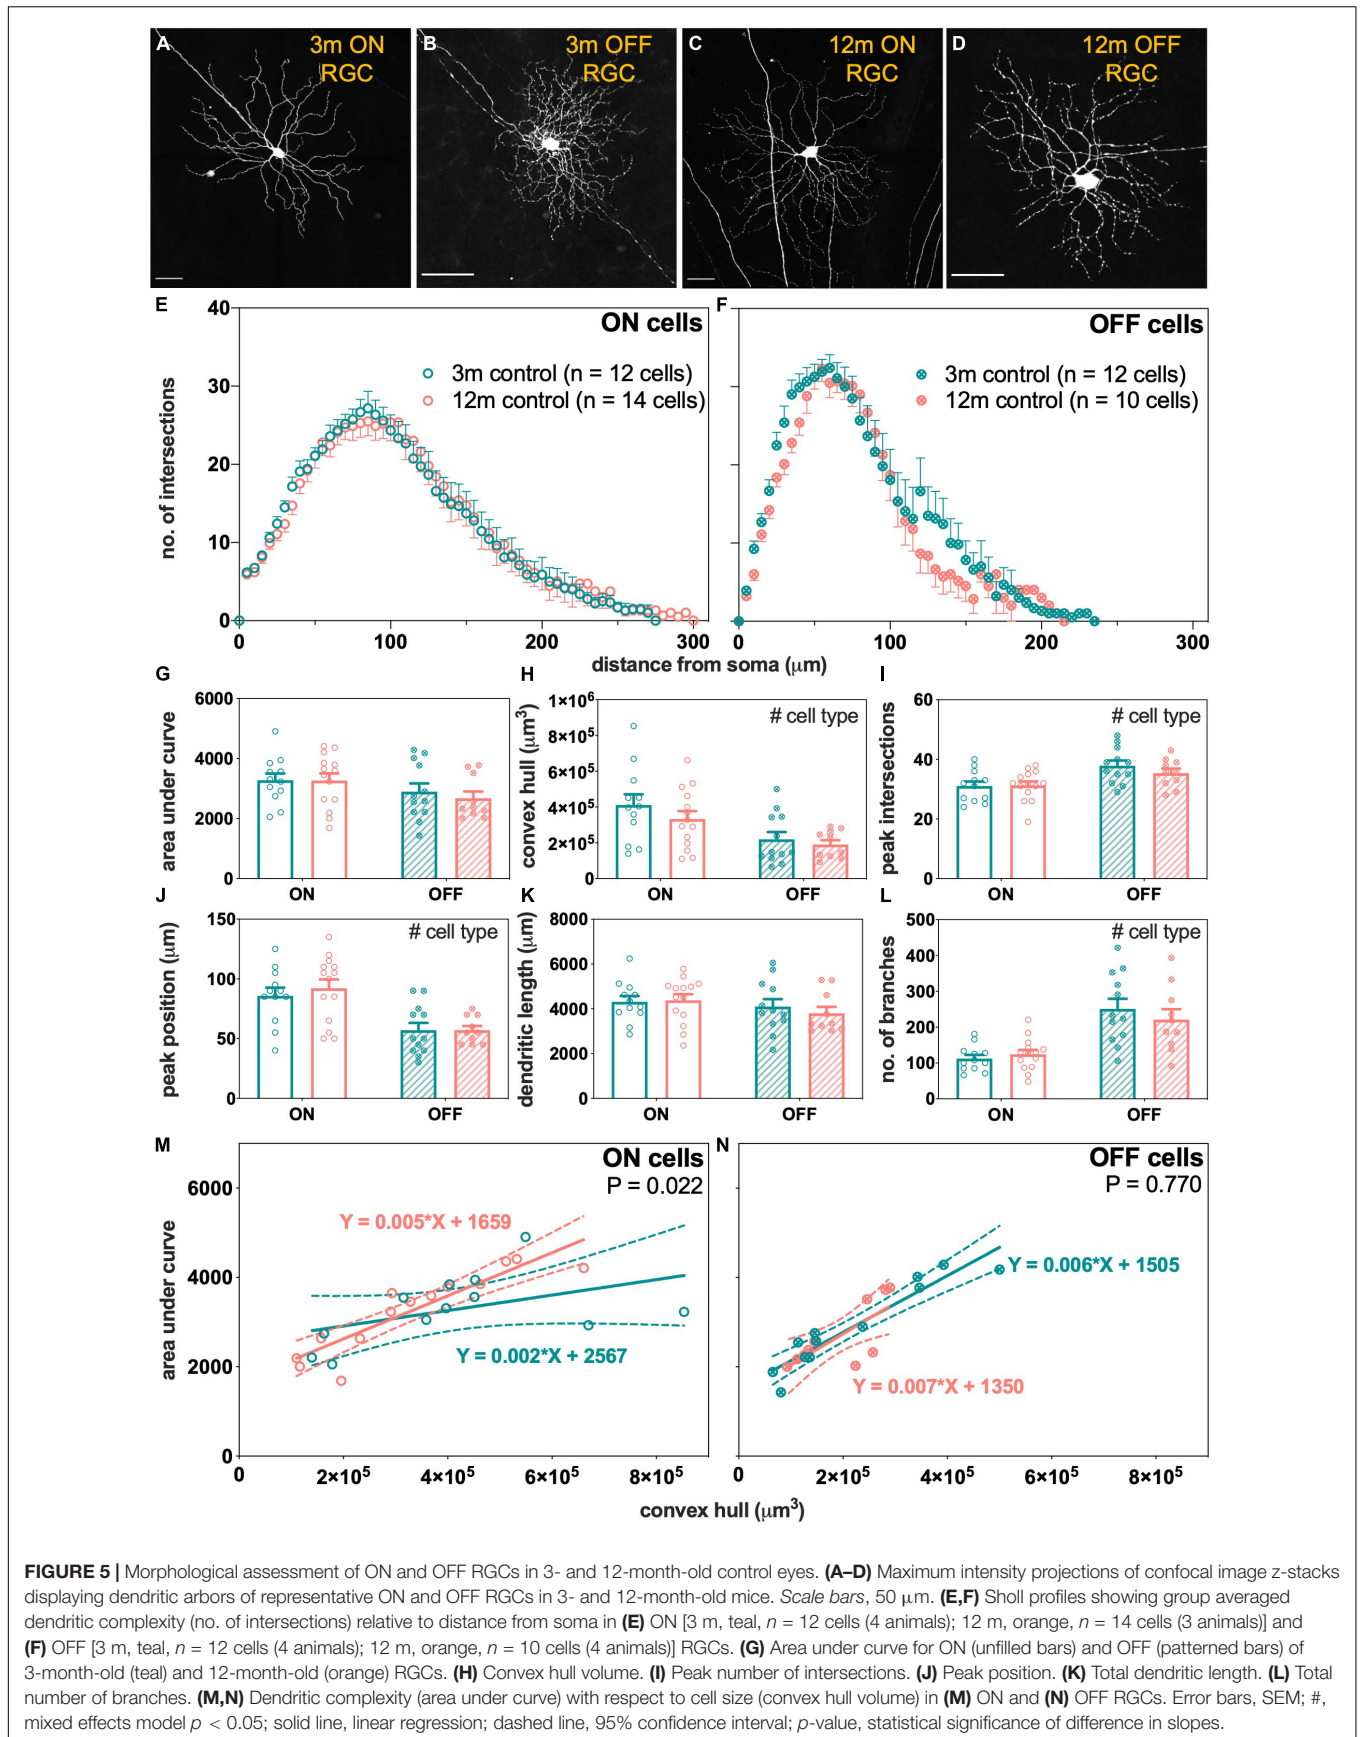 A
3m ON
RGC
B
3m OFF
RGC
C
12m ON
RGC
D
12m OFF
RGC
E
ON cells
3m control (n = 12 cells)
12m control (n = 14 cells)
no. of intersections
40
30
20
10
0
0
100
200
300
F
OFF cells
3m control (n = 12 cells)
12m control (n = 10 cells)
0
100
200
300
distance from soma (μm)
G
area under curve
6000
4000
2000
0
ON
OFF
H
convex hull (μm³)
# cell type
1×10⁶
8×10⁵
6×10⁵
4×10⁵
2×10⁵
0
ON
OFF
I
peak intersections
# cell type
60
40
20
0
ON
OFF
J
peak position (μm)
# cell type
150
100
50
0
ON
OFF
K
dendritic length (μm)
8000
6000
4000
2000
0
ON
OFF
L
no. of branches
# cell type
500
400
300
200
100
0
ON
OFF
M
ON cells
P = 0.022
Y = 0.005*X + 1659
Y = 0.002*X + 2567
area under curve
6000
4000
2000
0
0
2×10⁵
4×10⁵
6×10⁵
8×10⁵
N
OFF cells
P = 0.770
Y = 0.006*X + 1505
Y = 0.007*X + 1350
0
2×10⁵
4×10⁵
6×10⁵
8×10⁵
convex hull (μm³)
FIGURE 5 | Morphological assessment of ON and OFF RGCs in 3- and 12-month-old control eyes. (A–D) Maximum intensity projections of confocal image z-stacks
displaying dendritic arbors of representative ON and OFF RGCs in 3- and 12-month-old mice. Scale bars, 50 μm. (E,F) Sholl profiles showing group averaged
dendritic complexity (no. of intersections) relative to distance from soma in (E) ON [3 m, teal, n = 12 cells (4 animals); 12 m, orange, n = 14 cells (3 animals)] and
(F) OFF [3 m, teal, n = 12 cells (4 animals); 12 m, orange, n = 10 cells (4 animals)] RGCs. (G) Area under curve for ON (unfilled bars) and OFF (patterned bars) of
3-month-old (teal) and 12-month-old (orange) RGCs. (H) Convex hull volume. (I) Peak number of intersections. (J) Peak position. (K) Total dendritic length. (L) Total
number of branches. (M,N) Dendritic complexity (area under curve) with respect to cell size (convex hull volume) in (M) ON and (N) OFF RGCs. Error bars, SEM; #,
mixed effects model p < 0.05; solid line, linear regression; dashed line, 95% confidence interval; p-value, statistical significance of difference in slopes.